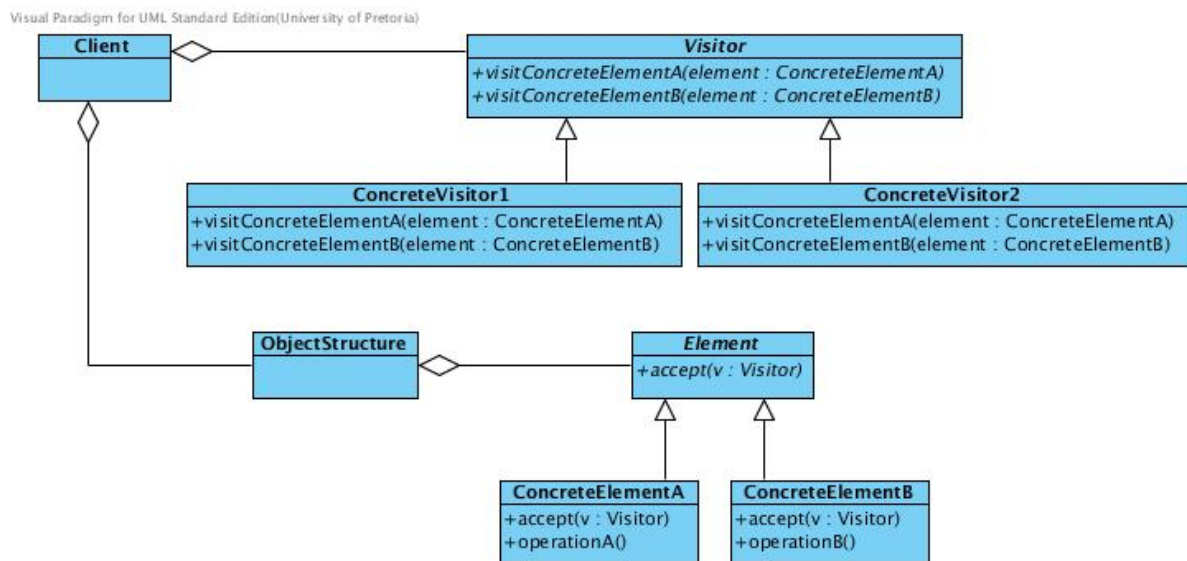 Visual Paradigm for UML Standard Edition(University of Pretoria)
Client
Visitor
+visitConcreteElementA(element : ConcreteElementA)
+visitConcreteElementB(element : ConcreteElementB)
ConcreteVisitor1
+visitConcreteElementA(element : ConcreteElementA)
+visitConcreteElementB(element : ConcreteElementB)
ConcreteVisitor2
+visitConcreteElementA(element : ConcreteElementA)
+visitConcreteElementB(element : ConcreteElementB)
ObjectStructure
Element
+accept(v : Visitor)
ConcreteElementA
+accept(v : Visitor)
+operationA()
ConcreteElementB
+accept(v : Visitor)
+operationB()